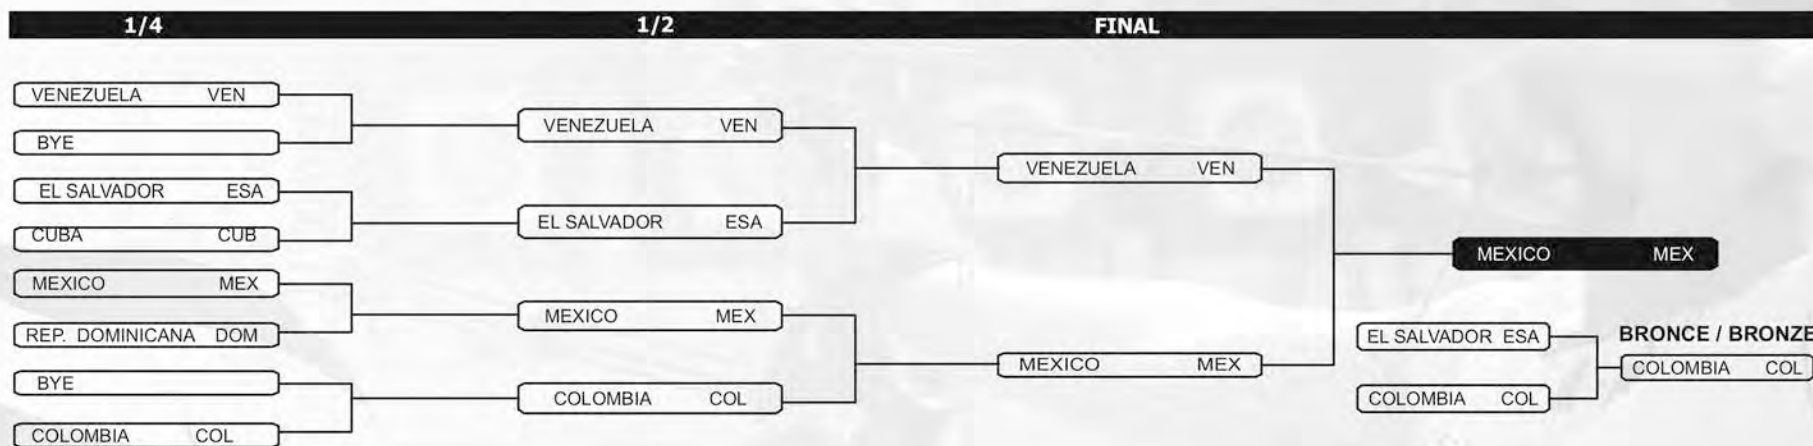 1/4 1/2 FINAL
VENEZUELA VEN
BYE
EL SALVADOR ESA
CUBA CUB
MEXICO MEX
REP. DOMINICANA DOM
BYE
COLOMBIA COL
VENEZUELA VEN
EL SALVADOR ESA
MEXICO MEX
COLOMBIA COL
VENEZUELA VEN
MEXICO MEX
MEXICO MEX
EL SALVADOR ESA
COLOMBIA COL
BRONCE / BRONZE
COLOMBIA COL